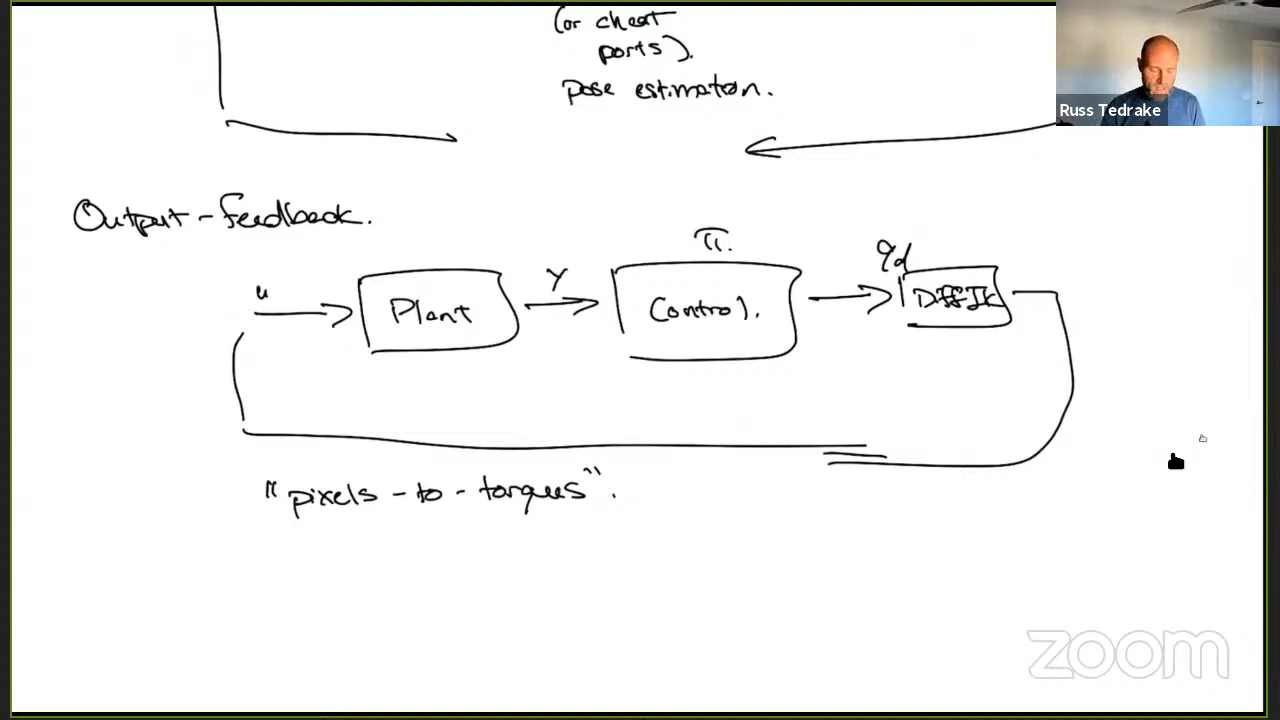 (or cheat
ports).
pose estimation.
Russ Tedrake
Output-feedback.
π.
u
Plant
y
Control.
qd
DiffIK
"pixels-to-torques".
zoom